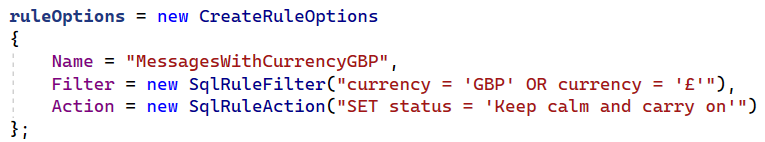 ruleOptions = new CreateRuleOptions
{
    Name = "MessagesWithCurrencyGBP",
    Filter = new SqlRuleFilter("currency = 'GBP' OR currency = '£'"),
    Action = new SqlRuleAction("SET status = 'Keep calm and carry on'")
};